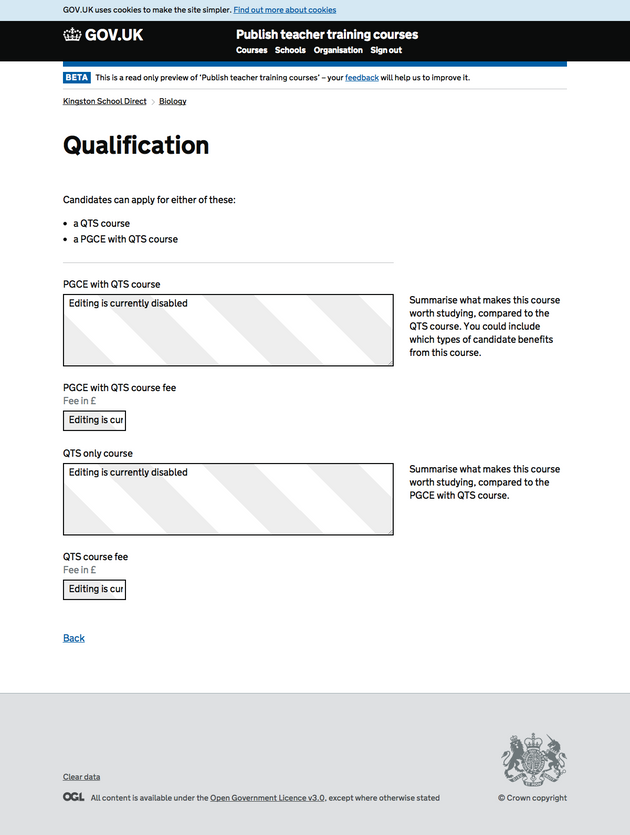 GOV.UK uses cookies to make the site simpler. Find out more about cookies
GOV.UK
Publish teacher training courses
Courses Schools Organisation Sign out
BETA This is a read only preview of ‘Publish teacher training courses’ – your feedback will help us to improve it.
Kingston School Direct > Biology
Qualification
Candidates can apply for either of these:
• a QTS course
• a PGCE with QTS course
PGCE with QTS course
Editing is currently disabled
Summarise what makes this course
worth studying, compared to the
QTS course. You could include
which types of candidate benefits
from this course.
PGCE with QTS course fee
Fee in £
Editing is cur
QTS only course
Editing is currently disabled
Summarise what makes this course
worth studying, compared to the
PGCE with QTS course.
QTS course fee
Fee in £
Editing is cur
Back
Clear data
OGL All content is available under the Open Government Licence v3.0, except where otherwise stated
© Crown copyright